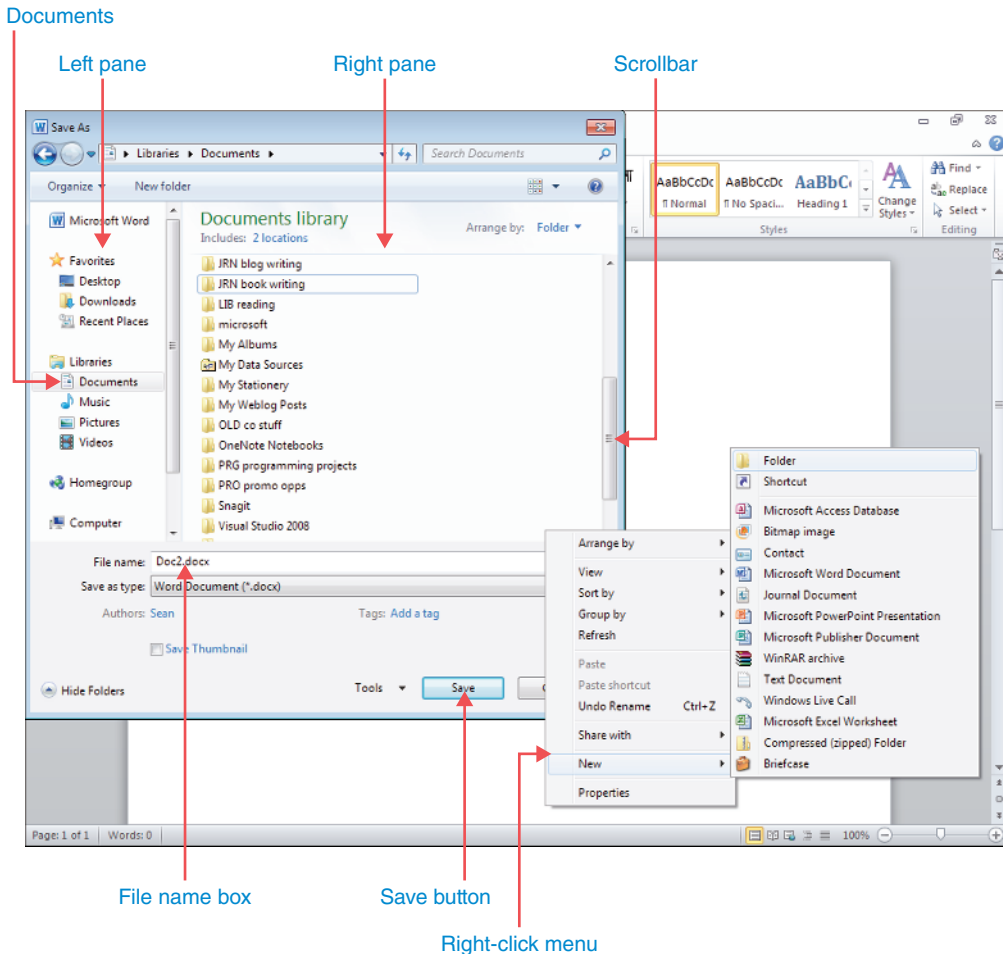 Documents
Left pane
Right pane
Scrollbar
W Save As
Libraries Documents
Search Documents
Organize New folder
Microsoft Word
Favorites
Desktop
Downloads
Recent Places
Libraries
Documents
Music
Pictures
Videos
Homegroup
Computer
Documents library
Includes: 2 locations
Arrange by: Folder
JRN blog writing
JRN book writing
LIB reading
microsoft
My Albums
My Data Sources
My Stationery
My Weblog Posts
OLD co stuff
OneNote Notebooks
PRG programming projects
PRO promo opps
Snagit
Visual Studio 2008
File name: Doc2.docx
Save as type: Word Document (*.docx)
Authors: Sean
Tags: Add a tag
Save Thumbnail
Hide Folders
Tools
Save
AaBbCcDc AaBbCcDc AaBbC
¶ Normal ¶ No Spaci... Heading 1
Change
Styles
Styles
Find
Replace
Select
Editing
Arrange by
View
Sort by
Group by
Refresh
Paste
Paste shortcut
Undo Rename Ctrl+Z
Share with
New
Properties
Folder
Shortcut
Microsoft Access Database
Bitmap image
Contact
Microsoft Word Document
Journal Document
Microsoft PowerPoint Presentation
Microsoft Publisher Document
WinRAR archive
Text Document
Windows Live Call
Microsoft Excel Worksheet
Compressed (zipped) Folder
Briefcase
Page: 1 of 1 Words: 0
100%
File name box
Save button
Right-click menu